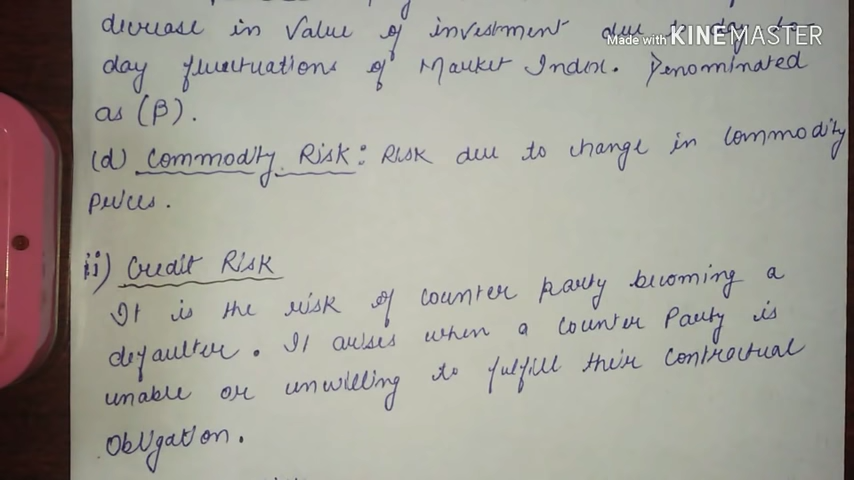 decrease in value of investment due to day to-
Made with KINEMASTER
day fluctuations of Market Index. Denominated
as (β).
(d) Commodity Risk: Risk due to change in commodity
prices.
ii) Credit Risk
It is the risk of counter party becoming a
defaulter. It arises when a counter Party is
unable or unwilling to fulfill their contractual
obligation.